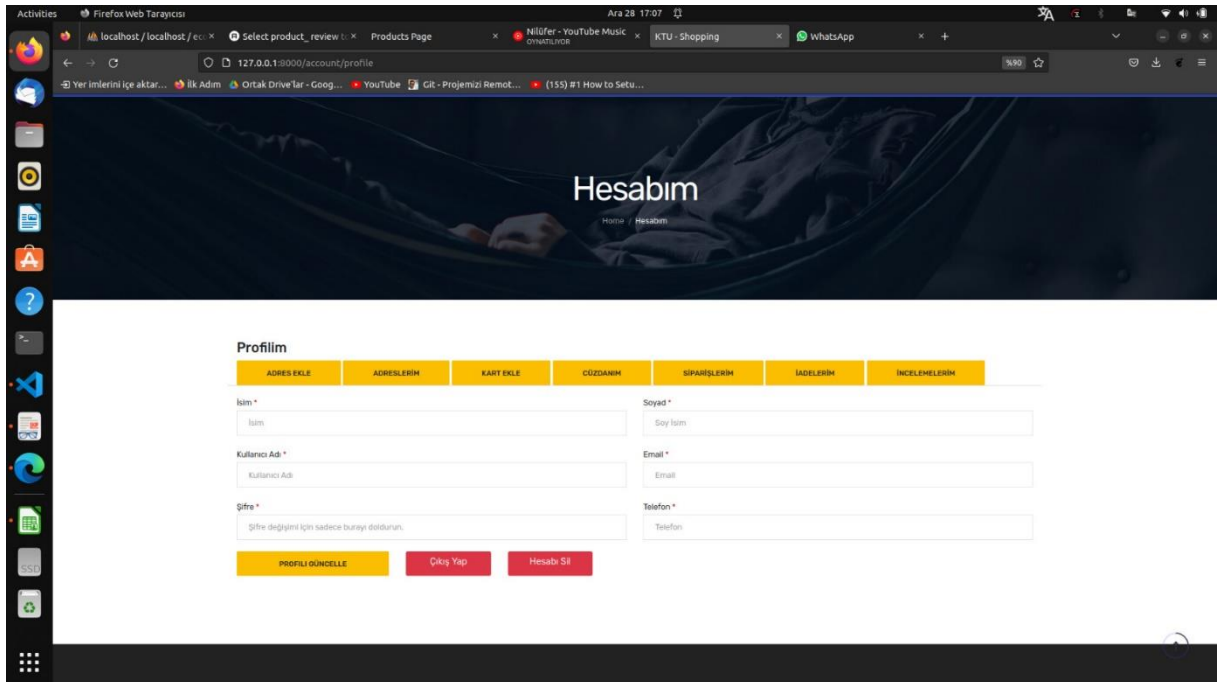 Activities Firefox Web Tarayıcısı Ara 28 17:07
localhost / localhost / ec Select product_ review t Products Page Nilüfer - YouTube Music KTU - Shopping WhatsApp
OYNATILIYOR
127.0.0.1:8000/account/profile %90
Yer imlerini içe aktar... İlk Adım Ortak Drive'lar - Goog... YouTube Git - Projemizi Remot... (155) #1 How to Setu...
Hesabım
Home / Hesabım
Profilim
ADRES EKLE ADRESLERİM KART EKLE CÜZDANIM SİPARİŞLERİM İADELERİM İNCELEMELERİM
İsim * Soyad *
İsim Soy İsim
Kullanıcı Adı * Email *
Kullanıcı Adı Email
Şifre * Telefon *
Şifre değişimi için sadece burayı doldurun. Telefon
PROFILI GÜNCELLE Çıkış Yap Hesabı Sil
SSD